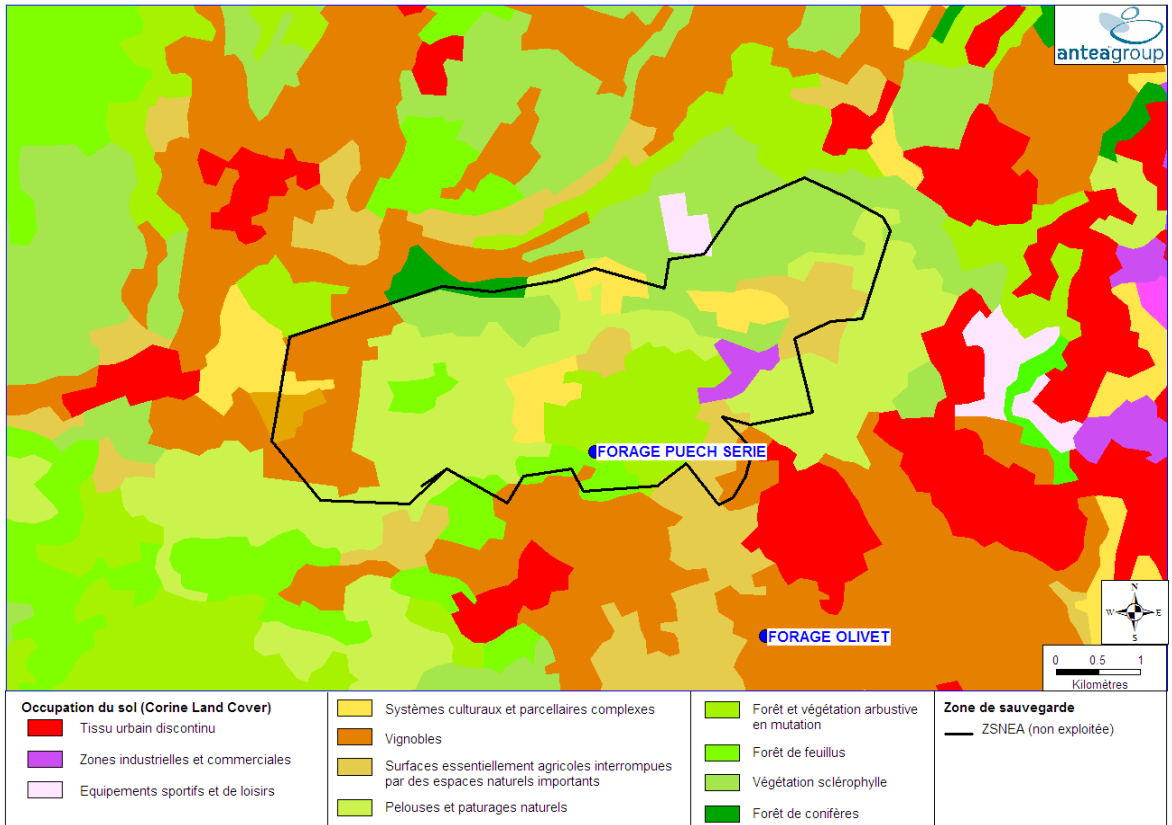 anteagroup
FORAGE PUECH SERIE
FORAGE OLIVET
N
W E
S
0 0.5 1
Kilomètres
Occupation du sol (Corine Land Cover)
Tissu urbain discontinu
Zones industrielles et commerciales
Equipements sportifs et de loisirs
Systèmes culturaux et parcellaires complexes
Vignobles
Surfaces essentiellement agricoles interrompues
par des espaces naturels importants
Pelouses et paturages naturels
Forêt et végétation arbustive
en mutation
Forêt de feuillus
Végétation sclérophylle
Forêt de conifères
Zone de sauvegarde
ZSNEA (non exploitée)